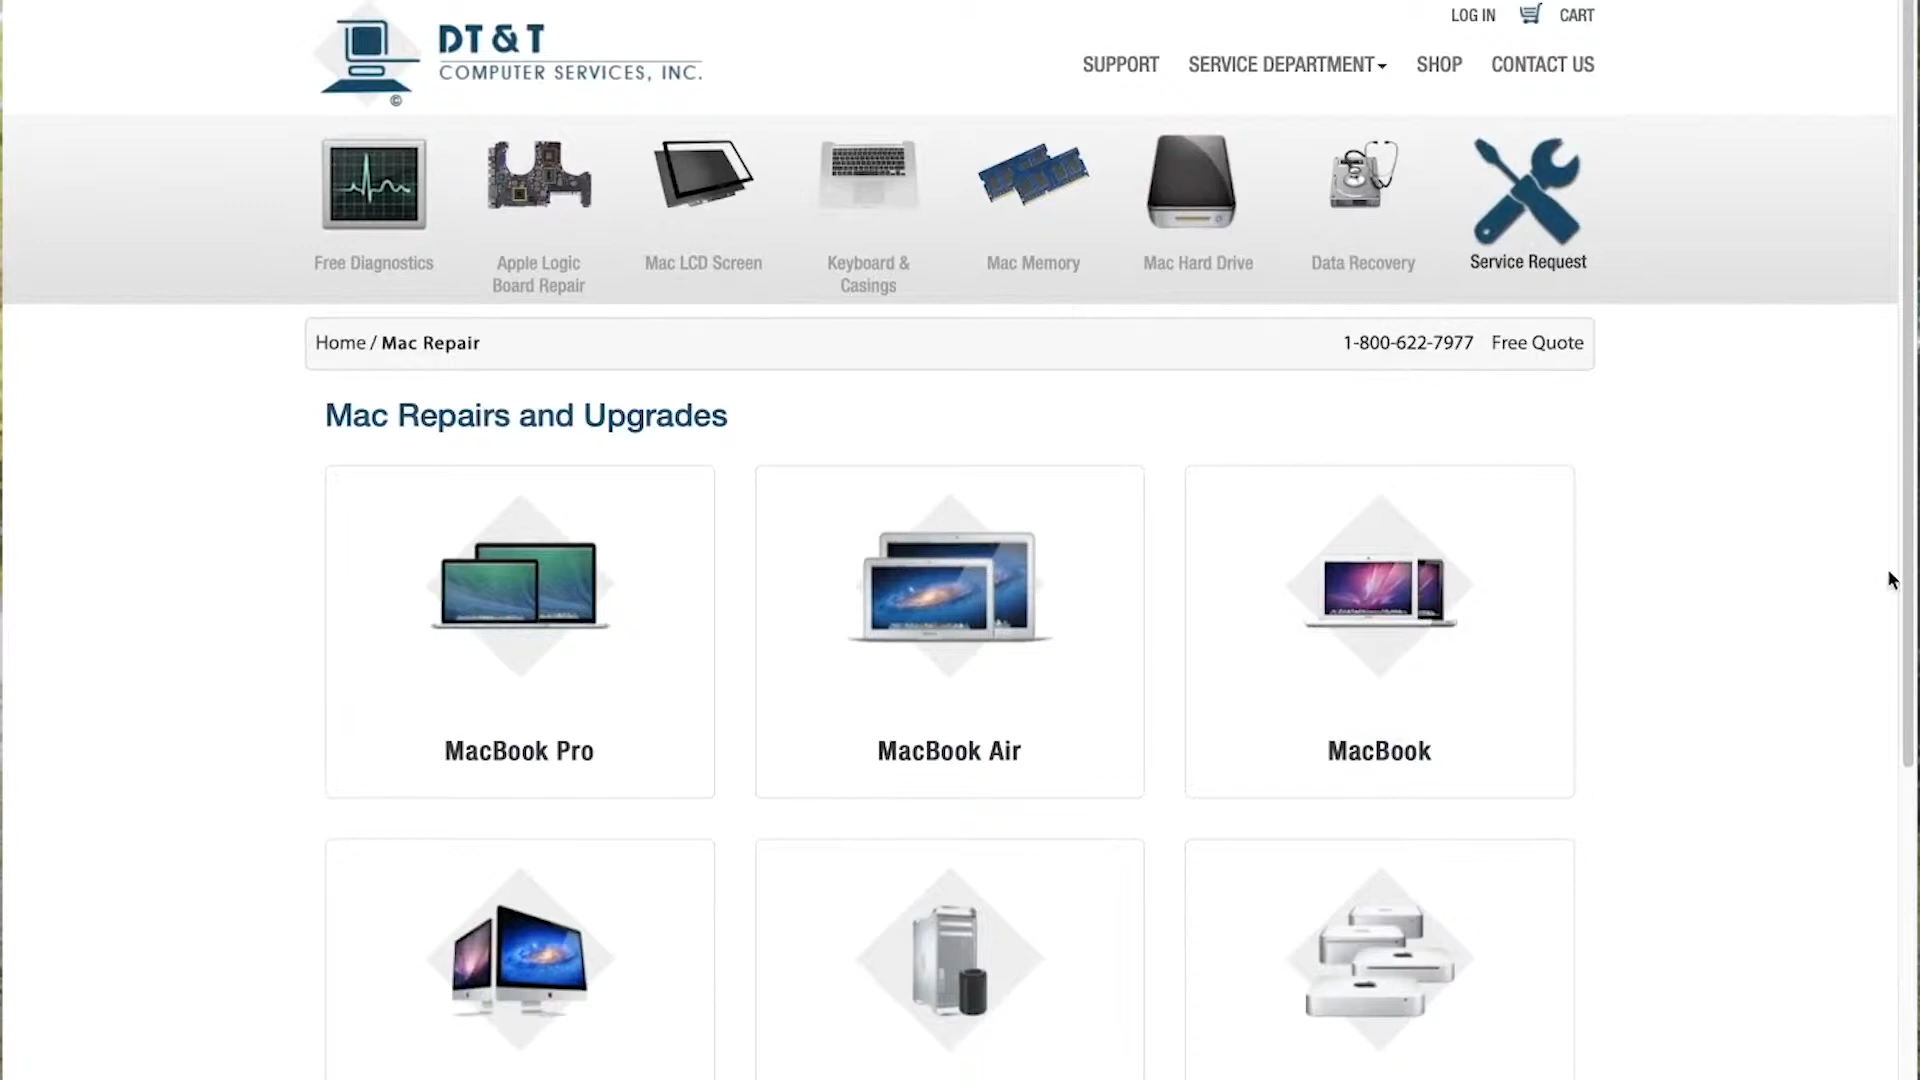 LOG IN CART
DT&T
COMPUTER SERVICES, INC.
©
SUPPORT SERVICE DEPARTMENT SHOP CONTACT US
Free Diagnostics
Apple Logic
Board Repair
Mac LCD Screen
Keyboard &
Casings
Mac Memory
Mac Hard Drive
Data Recovery
Service Request
Home / Mac Repair
1-800-622-7977 Free Quote
Mac Repairs and Upgrades
MacBook Pro
MacBook Air
MacBook